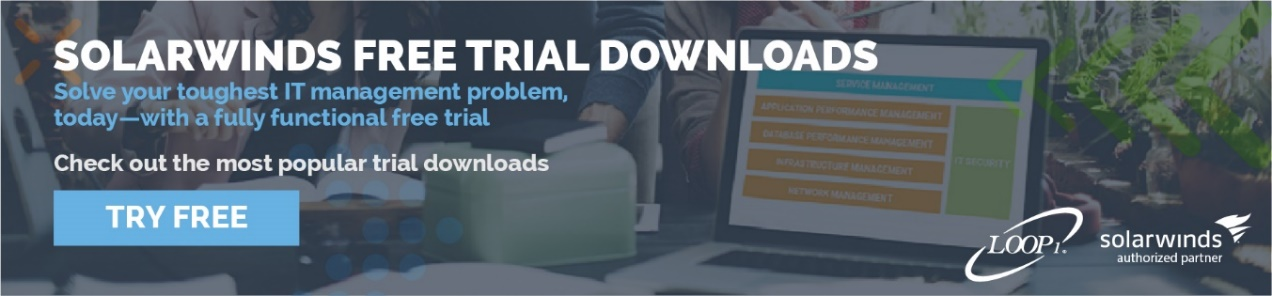 SOLARWINDS FREE TRIAL DOWNLOADS
Solve your toughest IT management problem,
today—with a fully functional free trial
Check out the most popular trial downloads
TRY FREE
SERVICE MANAGEMENT
APPLICATION PERFORMANCE MANAGEMENT
DATABASE PERFORMANCE MANAGEMENT
INFRASTRUCTURE MANAGEMENT
NETWORK MANAGEMENT
IT SECURITY
LOOP1
solarwinds
authorized partner